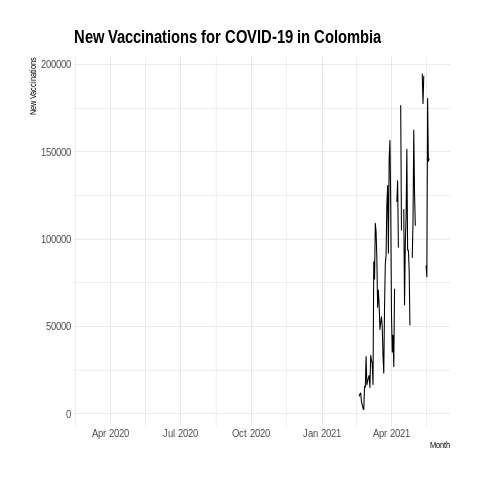 New Vaccinations for COVID-19 in Colombia
New Vaccinations
200000
150000
100000
50000
0
Apr 2020 Jul 2020 Oct 2020 Jan 2021 Apr 2021
Month